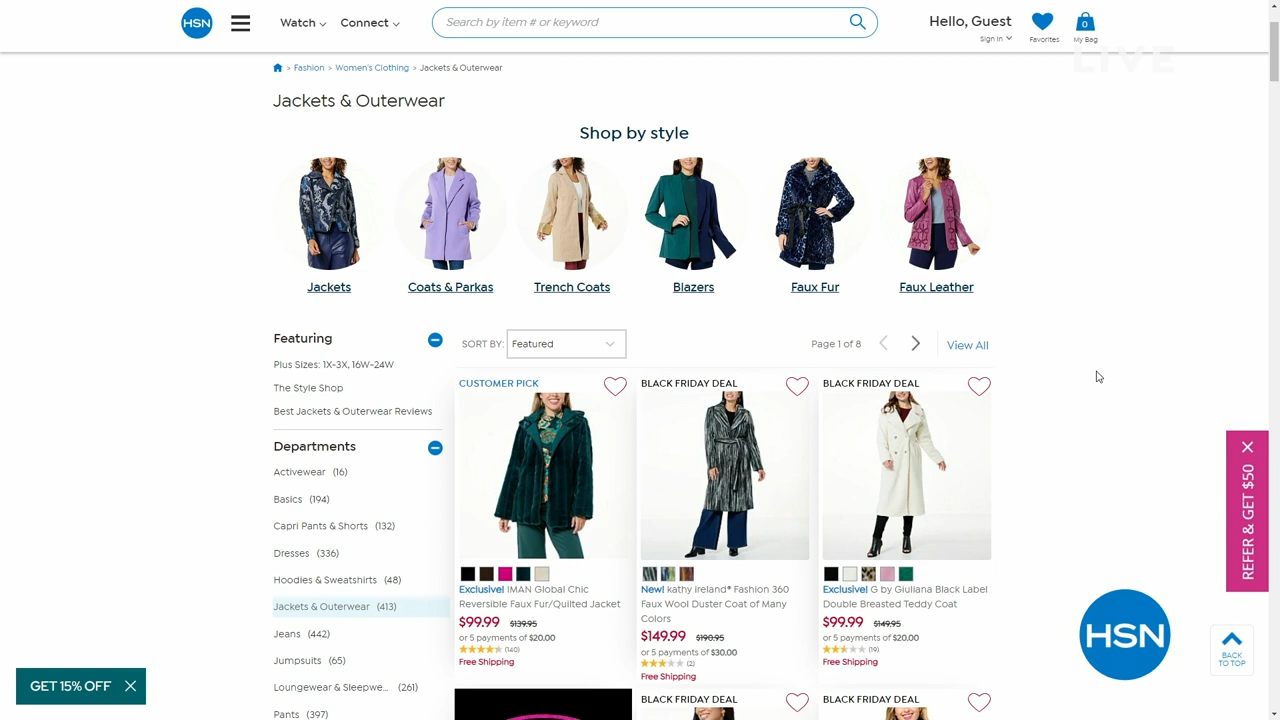 HSN
Watch
Connect
Search by item # or keyword
Hello, Guest
Sign In
Favorites
0
My Bag
LIVE
> Fashion > Women's Clothing > Jackets & Outerwear
Jackets & Outerwear
Shop by style
Jackets
Coats & Parkas
Trench Coats
Blazers
Faux Fur
Faux Leather
Featuring
Plus Sizes: 1X-3X, 16W-24W
The Style Shop
Best Jackets & Outerwear Reviews
Departments
Activewear (16)
Basics (194)
Capri Pants & Shorts (132)
Dresses (336)
Hoodies & Sweatshirts (48)
Jackets & Outerwear (413)
Jeans (442)
Jumpsuits (65)
Loungewear & Sleepwe... (261)
Pants (397)
SORT BY: Featured
Page 1 of 8
View All
CUSTOMER PICK
Exclusive! IMAN Global Chic
Reversible Faux Fur/Quilted Jacket
$99.99 $139.95
or 5 payments of $20.00
(140)
Free Shipping
BLACK FRIDAY DEAL
New! kathy ireland® Fashion 360
Faux Wool Duster Coat of Many
Colors
$149.99 $190.95
or 5 payments of $30.00
(2)
Free Shipping
BLACK FRIDAY DEAL
Exclusive! G by Giuliana Black Label
Double Breasted Teddy Coat
$99.99 $149.95
or 5 payments of $20.00
(19)
Free Shipping
BLACK FRIDAY DEAL
BLACK FRIDAY DEAL
REFER & GET $50
HSN
BACK
TO TOP
GET 15% OFF